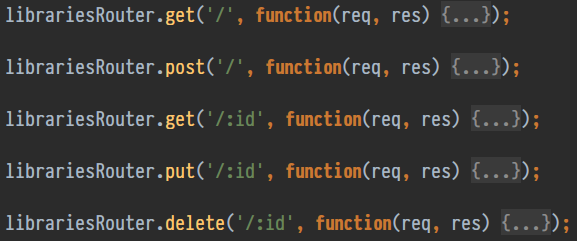 librariesRouter.get('/', function(req, res) {...});
librariesRouter.post('/', function(req, res) {...});
librariesRouter.get('/:id', function(req, res) {...});
librariesRouter.put('/:id', function(req, res) {...});
librariesRouter.delete('/:id', function(req, res) {...});